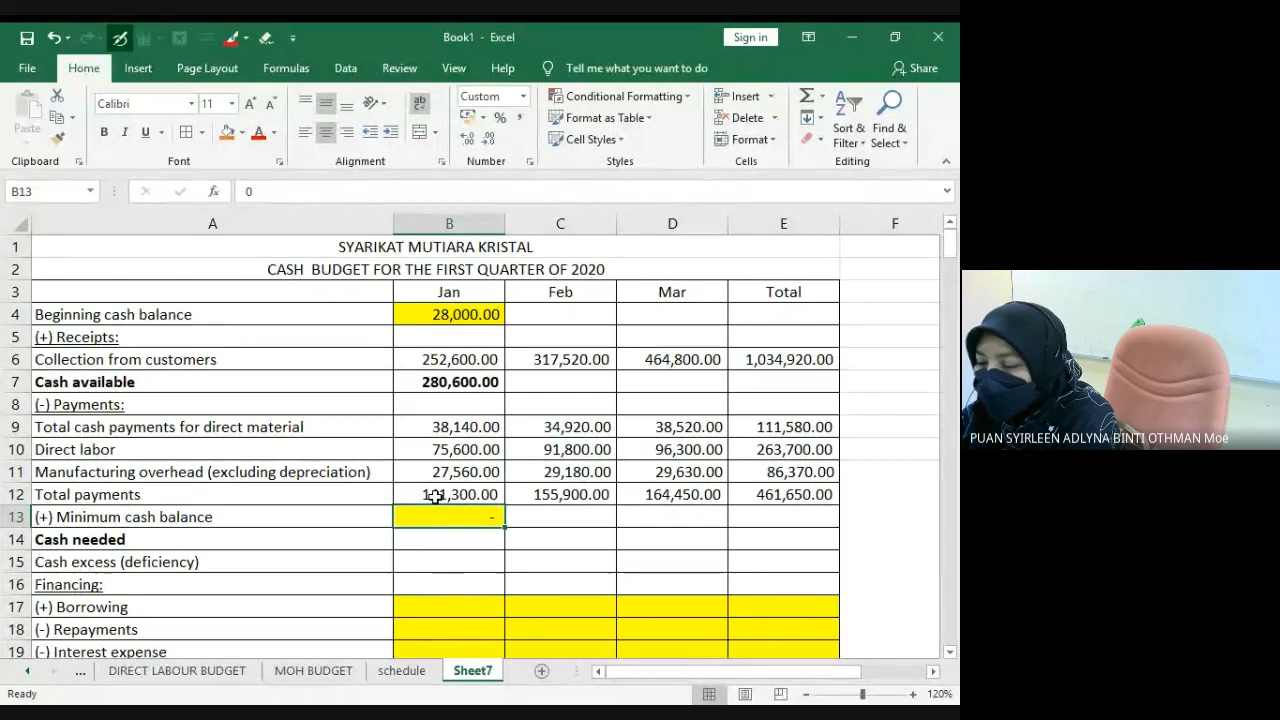 Book1 - Excel
Sign in
File Home Insert Page Layout Formulas Data Review View Help Tell me what you want to do Share
Paste Calibri 11 A A ab Custom Conditional Formatting Insert Σ
B I U A % , Format as Table Delete Sort & Find &
Cell Styles Format Filter Select
Clipboard Font Alignment Number Styles Cells Editing
B13 fx 0
A B C D E F
1 SYARIKAT MUTIARA KRISTAL
2 CASH BUDGET FOR THE FIRST QUARTER OF 2020
3 Jan Feb Mar Total
4 Beginning cash balance 28,000.00
5 (+) Receipts:
6 Collection from customers 252,600.00 317,520.00 464,800.00 1,034,920.00
7 Cash available 280,600.00
8 (-) Payments:
9 Total cash payments for direct material 38,140.00 34,920.00 38,520.00 111,580.00
10 Direct labor 75,600.00 91,800.00 96,300.00 263,700.00
11 Manufacturing overhead (excluding depreciation) 27,560.00 29,180.00 29,630.00 86,370.00
12 Total payments 155,900.00 164,450.00 461,650.00
13 (+) Minimum cash balance -
14 Cash needed
15 Cash excess (deficiency)
16 Financing:
17 (+) Borrowing
18 (-) Repayments
19 (-) Interest expense
... DIRECT LABOUR BUDGET MOH BUDGET schedule Sheet7
Ready 120%
PUAN SYIRLEEN ADLYNA BINTI OTHMAN Moe